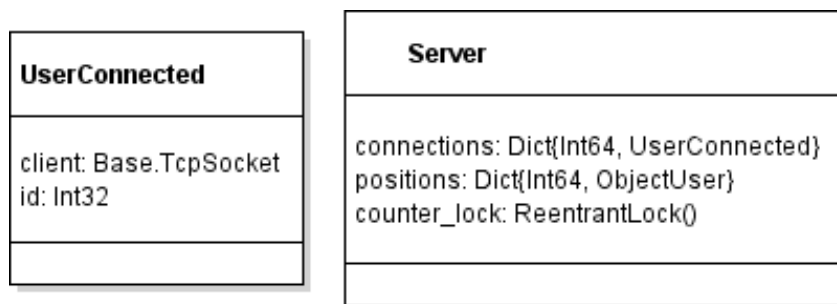 UserConnected
client: Base.TcpSocket
id: Int32
Server
connections: Dict{Int64, UserConnected}
positions: Dict{Int64, ObjectUser}
counter_lock: ReentrantLock()